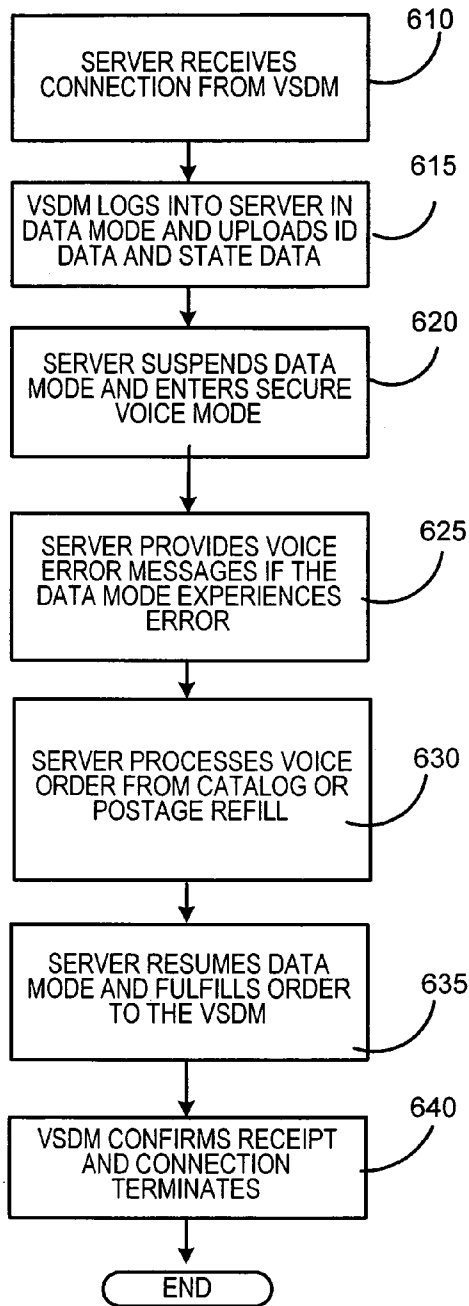 610
SERVER RECEIVES
CONNECTION FROM VSDM
615
VSDM LOGS INTO SERVER IN
DATA MODE AND UPLOADS ID
DATA AND STATE DATA
620
SERVER SUSPENDS DATA
MODE AND ENTERS SECURE
VOICE MODE
625
SERVER PROVIDES VOICE
ERROR MESSAGES IF THE
DATA MODE EXPERIENCES
ERROR
630
SERVER PROCESSES VOICE
ORDER FROM CATALOG OR
POSTAGE REFILL
635
SERVER RESUMES DATA
MODE AND FULFILLS ORDER
TO THE VSDM
640
VSDM CONFIRMS RECEIPT
AND CONNECTION
TERMINATES
END